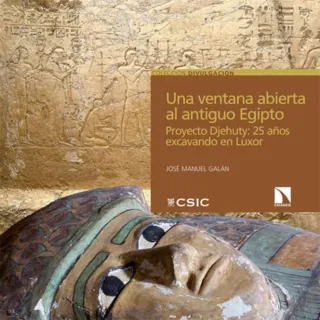 COLECCIÓN DIVULGACIÓN
Una ventana abierta
al antiguo Egipto
Proyecto Djehuty: 25 años
excavando en Luxor
JOSÉ MANUEL GALÁN
CSIC
CATARATA